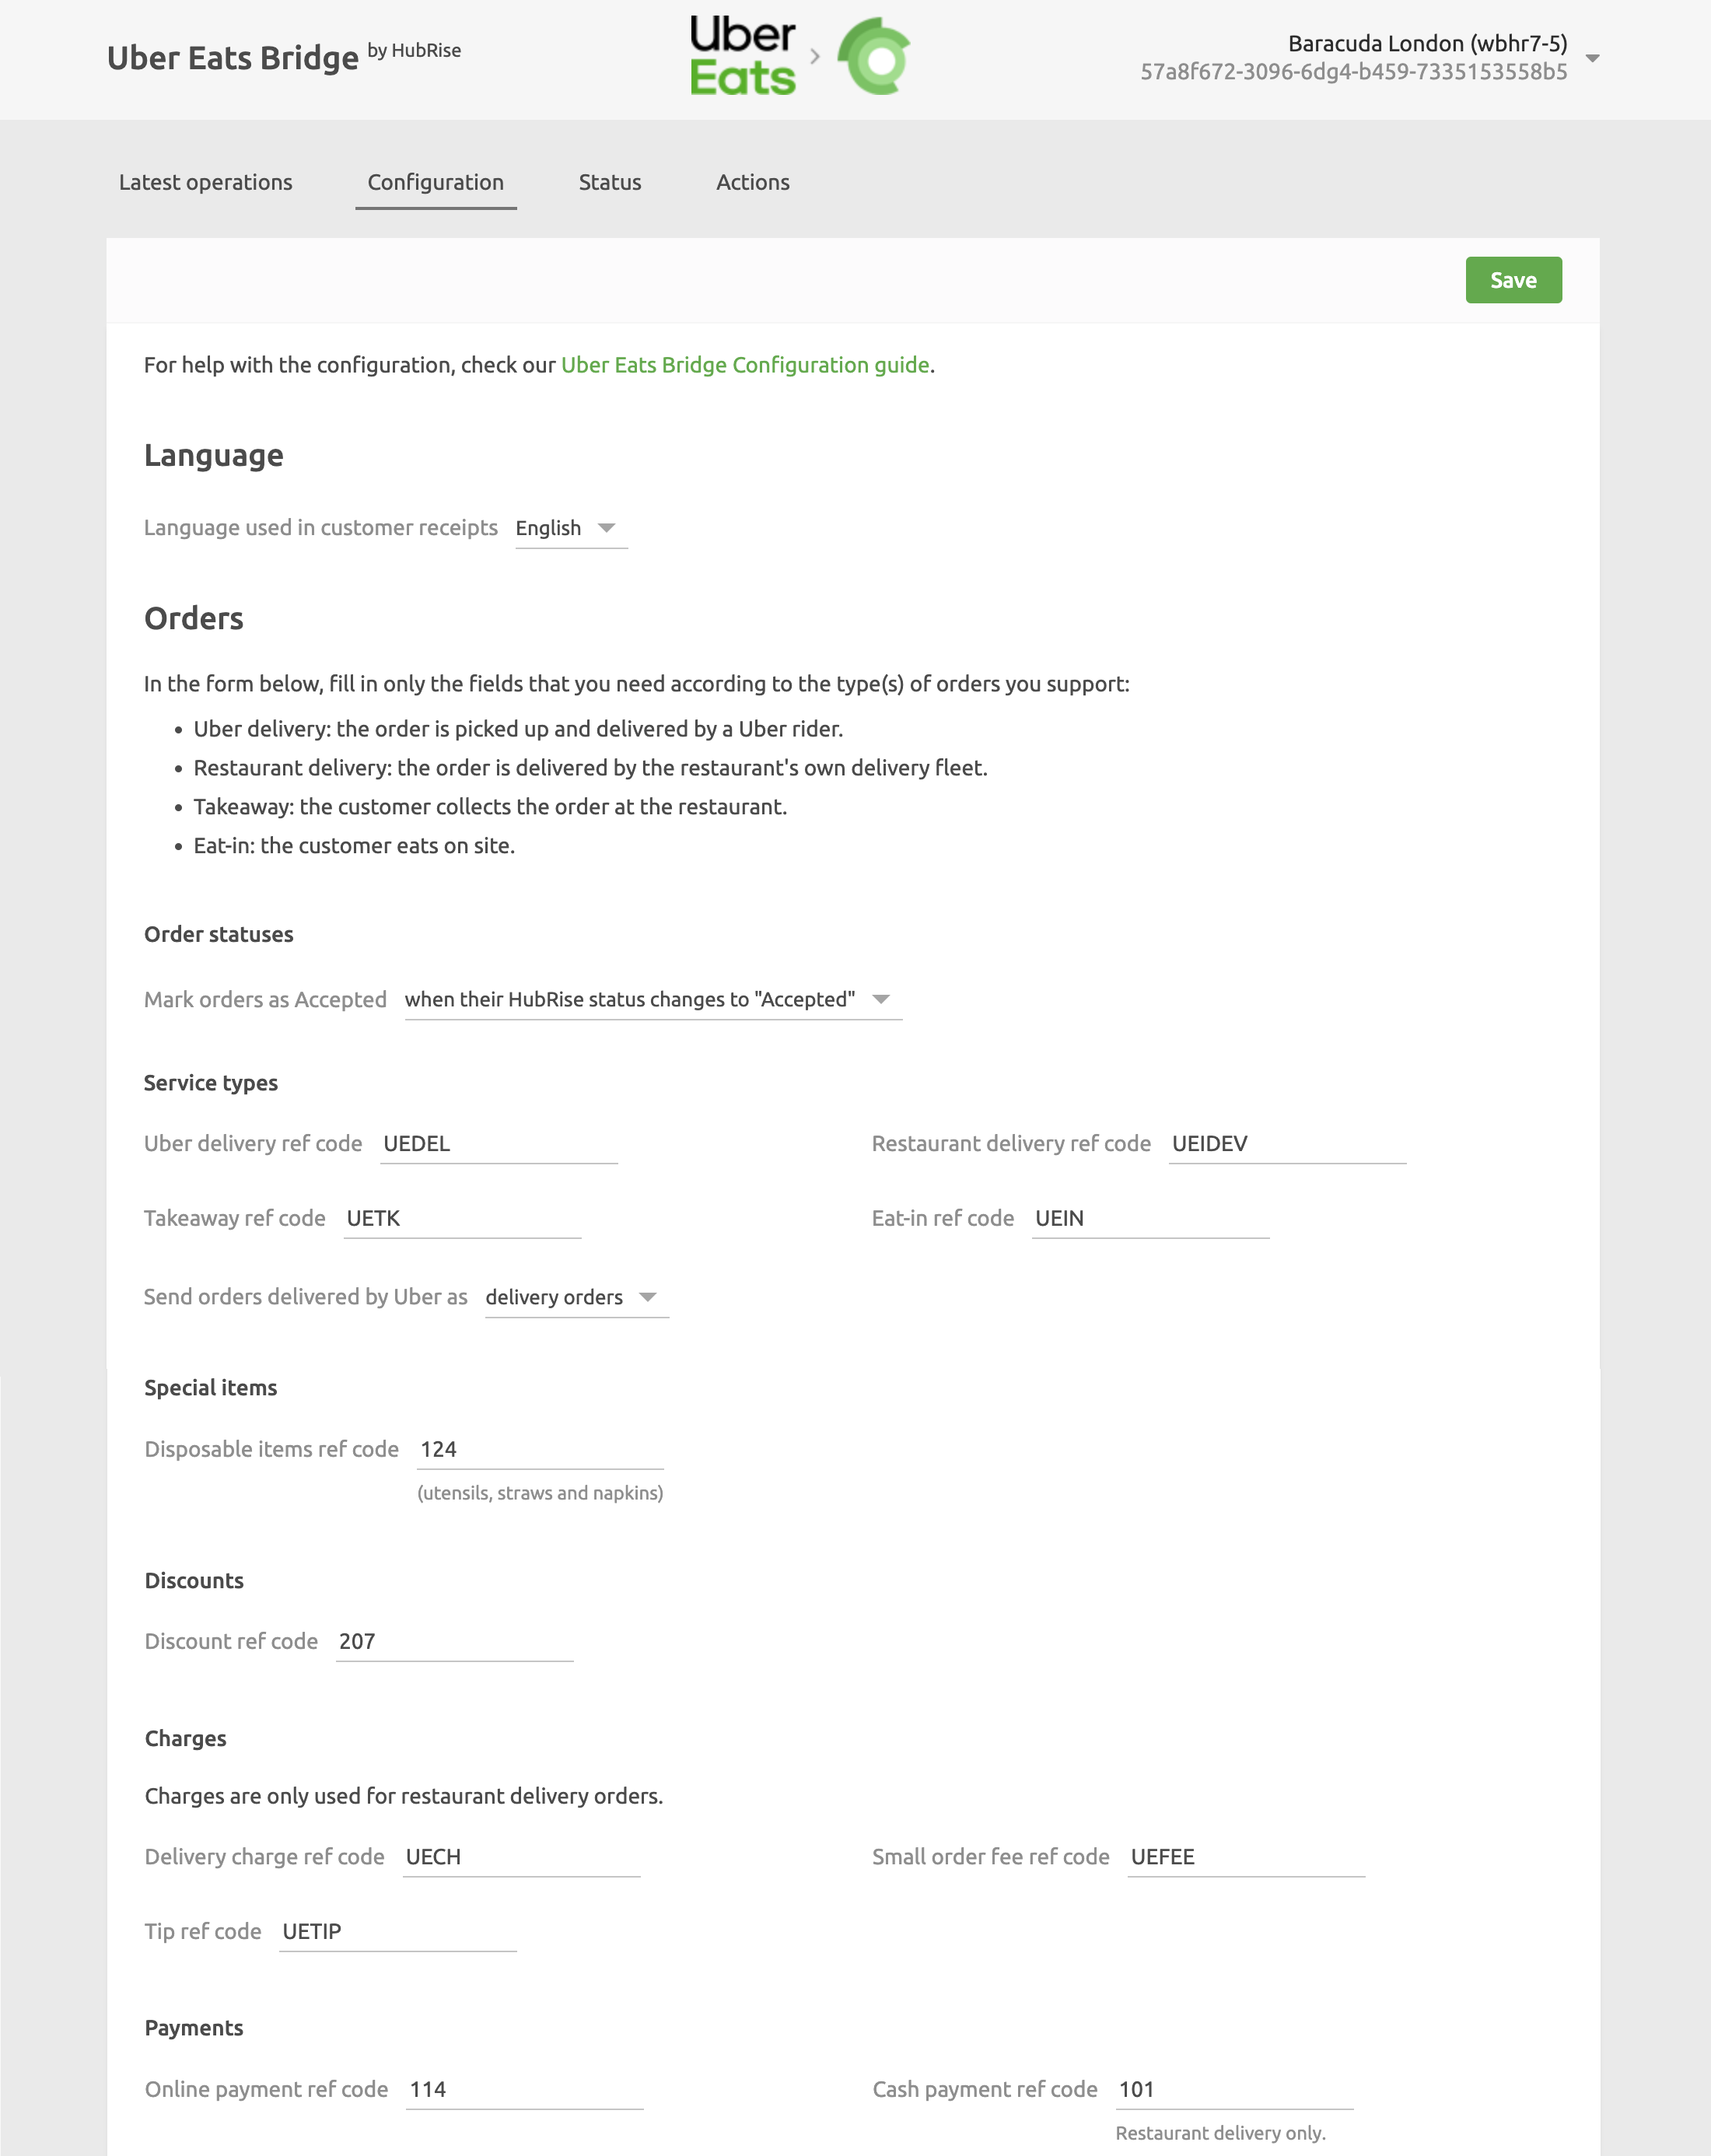 Uber Eats Bridge by HubRise
Uber
Eats
Baracuda London (wbhr7-5)
57a8f672-3096-6dg4-b459-7335153558b5
Latest operations
Configuration
Status
Actions
Save
For help with the configuration, check our Uber Eats Bridge Configuration guide.
Language
Language used in customer receipts English
Orders
In the form below, fill in only the fields that you need according to the type(s) of orders you support:
• Uber delivery: the order is picked up and delivered by a Uber rider.
• Restaurant delivery: the order is delivered by the restaurant's own delivery fleet.
• Takeaway: the customer collects the order at the restaurant.
• Eat-in: the customer eats on site.
Order statuses
Mark orders as Accepted when their HubRise status changes to "Accepted"
Service types
Uber delivery ref code UEDEL
Restaurant delivery ref code UEIDEV
Takeaway ref code UETK
Eat-in ref code UEIN
Send orders delivered by Uber as delivery orders
Special items
Disposable items ref code 124
(utensils, straws and napkins)
Discounts
Discount ref code 207
Charges
Charges are only used for restaurant delivery orders.
Delivery charge ref code UECH
Small order fee ref code UEFEE
Tip ref code UETIP
Payments
Online payment ref code 114
Cash payment ref code 101
Restaurant delivery only.